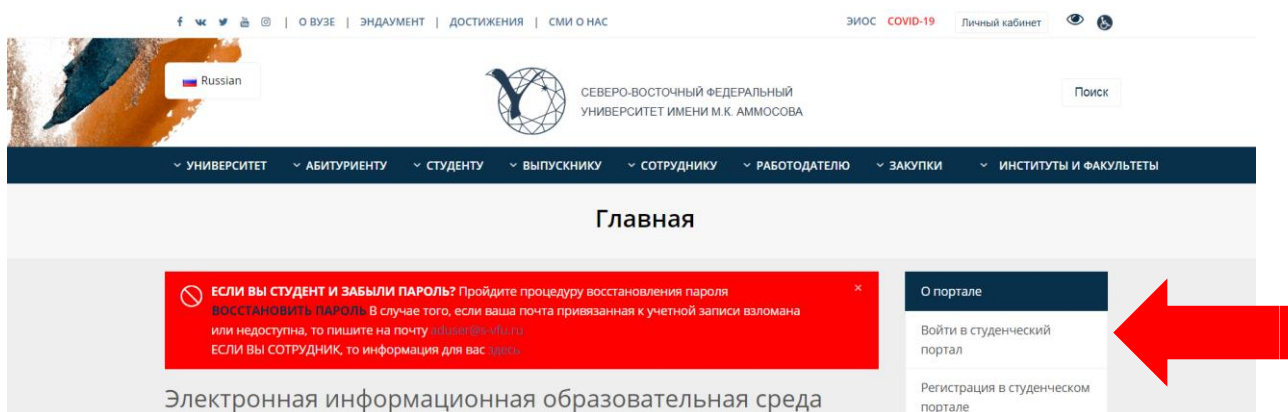 О ВУЗЕ | ЭНДАУМЕНТ | ДОСТИЖЕНИЯ | СМИ О НАС
ЭИОС COVID-19 Личный кабинет
Russian
СЕВЕРО-ВОСТОЧНЫЙ ФЕДЕРАЛЬНЫЙ
УНИВЕРСИТЕТ ИМЕНИ М.К. АММОСОВА
Поиск
УНИВЕРСИТЕТ АБИТУРИЕНТУ СТУДЕНТУ ВЫПУСКНИКУ СОТРУДНИКУ РАБОТОДАТЕЛЮ ЗАКУПКИ ИНСТИТУТЫ И ФАКУЛЬТЕТЫ
Главная
ЕСЛИ ВЫ СТУДЕНТ И ЗАБЫЛИ ПАРОЛЬ? Пройдите процедуру восстановления пароля
ВОССТАНОВИТЬ ПАРОЛЬ В случае того, если ваша почта привязанная к учетной записи взломана
или недоступна, то пишите на почту aduser@s-vfu.ru
ЕСЛИ ВЫ СОТРУДНИК, то информация для вас здесь
Электронная информационная образовательная среда
О портале
Войти в студенческий
портал
Регистрация в студенческом
портале